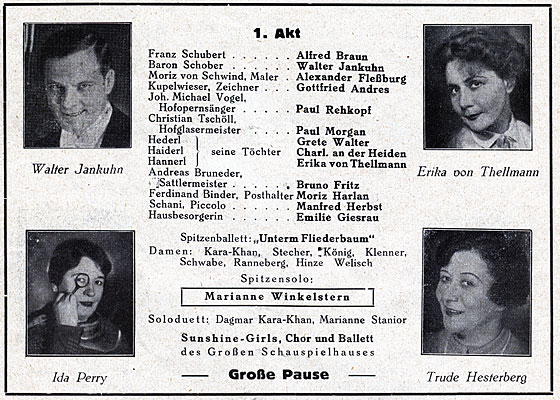 1. Akt
Franz Schubert . . . . . . Alfred Braun
Baron Schober . . . . . . Walter Jankuhn
Moriz von Schwind, Maler . Alexander Fleßburg
Kupelwieser, Zeichner . . . Gottfried Andres
Joh. Michael Vogel,
Hofopernsänger . . . . Paul Rehkopf
Christian Tschöll,
Hofglasermeister . . . . Paul Morgan
Hederl Grete Walter
Haiderl } seine Töchter Charl. an der Heiden
Hannerl Erika von Thellmann
Andreas Bruneder,
Sattlermeister . . . . . Bruno Fritz
Ferdinand Binder, Posthalter Moriz Harlan
Schani, Piccolo . . . . . Manfred Herbst
Hausbesorgerin . . . . . Emilie Giesrau
Walter Jankuhn
Erika von Thellmann
Spitzenballett: „Unterm Fliederbaum"
Damen: Kara-Khan, Stecher, König, Klenner,
Schwabe, Ranneberg, Hinze Welisch
Spitzensolo:
Marianne Winkelstern
Soloduett: Dagmar Kara-Khan, Marianne Stanior
Sunshine-Girls, Chor und Ballett
des Großen Schauspielhauses
— Große Pause —
Ida Perry
Trude Hesterberg